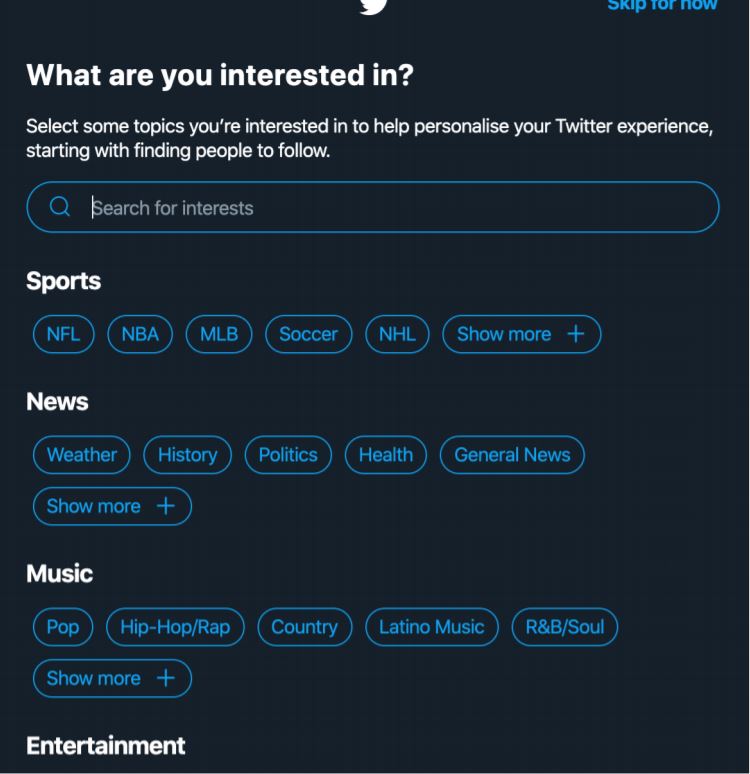 Skip for now
What are you interested in?
Select some topics you’re interested in to help personalise your Twitter experience,
starting with finding people to follow.
Search for interests
Sports
NFL NBA MLB Soccer NHL Show more +
News
Weather History Politics Health General News
Show more +
Music
Pop Hip-Hop/Rap Country Latino Music R&B/Soul
Show more +
Entertainment